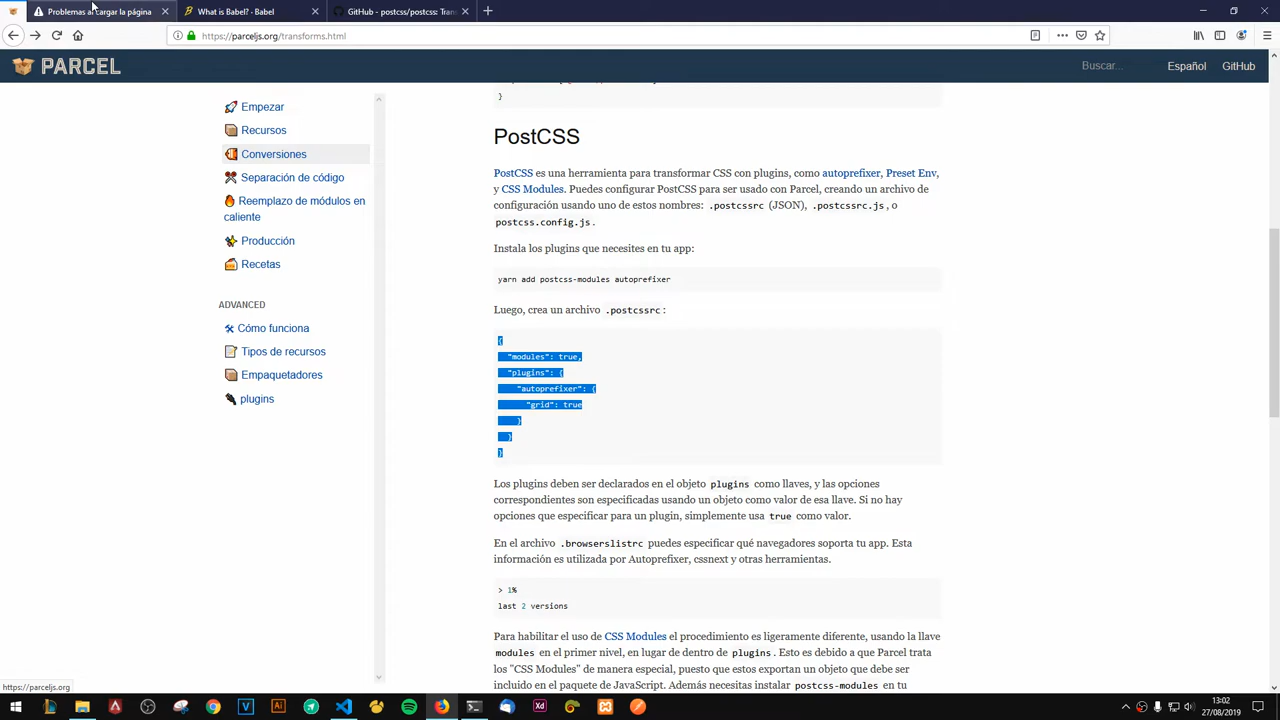 Problemas al cargar la página
What is Babel? · Babel
GitHub - postcss/postcss: Tran
https://parceljs.org/transforms.html
PARCEL
Buscar...
Español
GitHub
Empezar
Recursos
Conversiones
Separación de código
Reemplazo de módulos en
caliente
Producción
Recetas
ADVANCED
Cómo funciona
Tipos de recursos
Empaquetadores
plugins
}
PostCSS
PostCSS es una herramienta para transformar CSS con plugins, como autoprefixer, Preset Env,
y CSS Modules. Puedes configurar PostCSS para ser usado con Parcel, creando un archivo de
configuración usando uno de estos nombres: .postcssrc (JSON), .postcssrc.js, o
postcss.config.js.
Instala los plugins que necesites en tu app:
yarn add postcss-modules autoprefixer
Luego, crea un archivo .postcssrc:
{
"modules": true,
"plugins": {
"autoprefixer": {
"grid": true
}
}
}
Los plugins deben ser declarados en el objeto plugins como llaves, y las opciones
correspondientes son especificadas usando un objeto como valor de esa llave. Si no hay
opciones que especificar para un plugin, simplemente usa true como valor.
En el archivo .browserslistrc puedes especificar qué navegadores soporta tu app. Esta
información es utilizada por Autoprefixer, cssnext y otras herramientas.
> 1%
last 2 versions
Para habilitar el uso de CSS Modules el procedimiento es ligeramente diferente, usando la llave
modules en el primer nivel, en lugar de dentro de plugins. Esto es debido a que Parcel trata
los "CSS Modules" de manera especial, puesto que estos exportan un objeto que debe ser
incluido en el paquete de JavaScript. Además necesitas instalar postcss-modules en tu
https://parceljs.org
13:02
27/08/2019